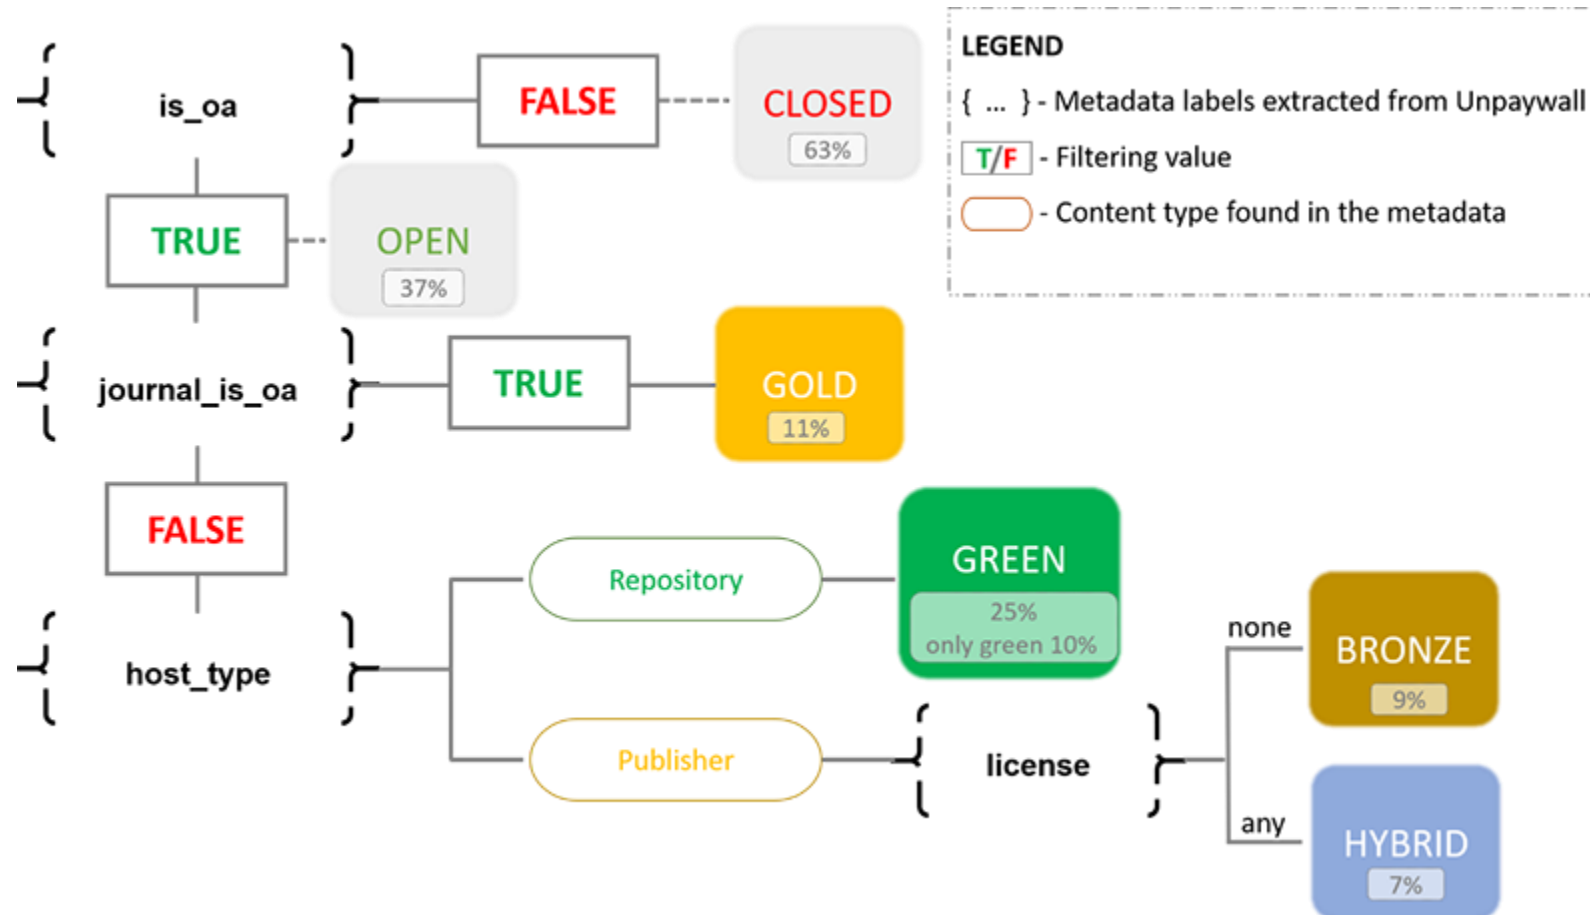 is_oa
FALSE
CLOSED
63%
LEGEND
{ ... } - Metadata labels extracted from Unpaywall
T/F - Filtering value
- Content type found in the metadata
TRUE
OPEN
37%
journal_is_oa
TRUE
GOLD
11%
FALSE
host_type
Repository
GREEN
25%
only green 10%
Publisher
license
none
BRONZE
9%
any
HYBRID
7%